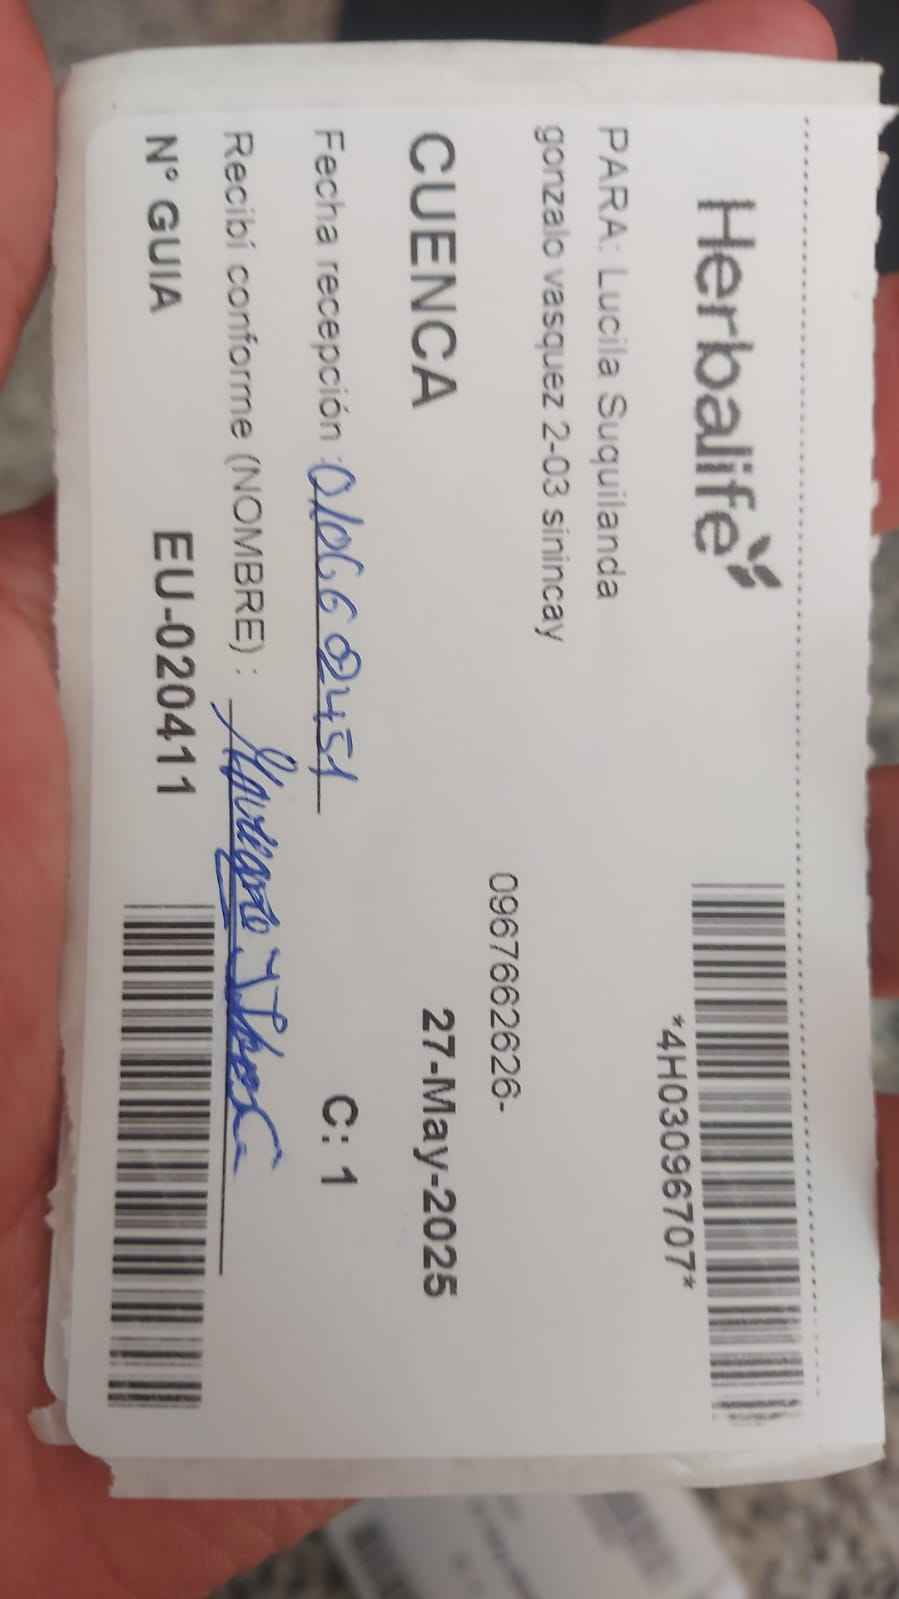 Herbalife
*4H03096707*
PARA: Lucila Suquilanda
gonzalo vasquez 2-03 sinincay
0967662626-
CUENCA 27-May-2025
Fecha recepción : 0106682451 C: 1
Recibí conforme (NOMBRE) :
N° GUIA EU-020411